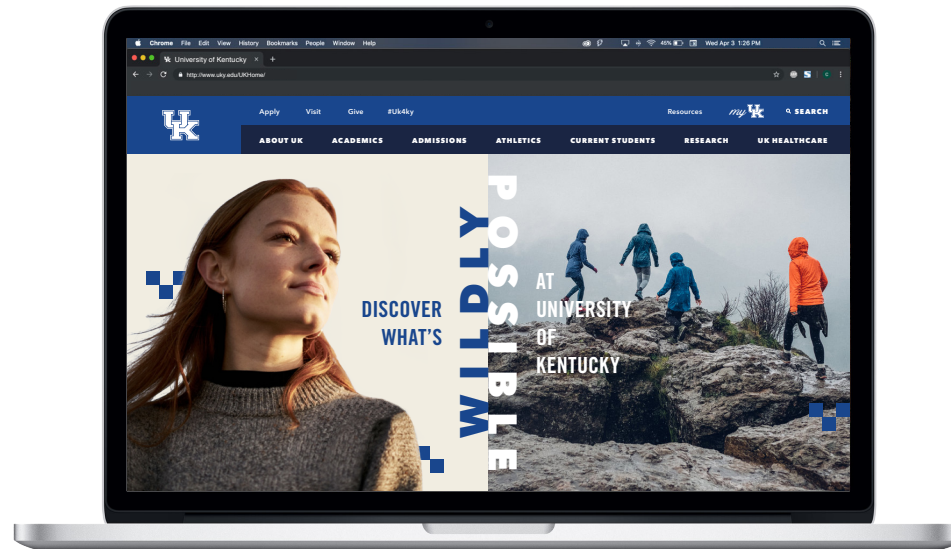 Chrome File Edit View History Bookmarks People Window Help 45% Wed Apr 3 1:26 PM
UK University of Kentucky × +
http://www.uky.edu/UKHome/
UK
Apply Visit Give #Uk4ky Resources my UK SEARCH
ABOUT UK ACADEMICS ADMISSIONS ATHLETICS CURRENT STUDENTS RESEARCH UK HEALTHCARE
DISCOVER
WHAT'S
WILDLY
POSSIBLE
AT
UNIVERSITY
OF
KENTUCKY